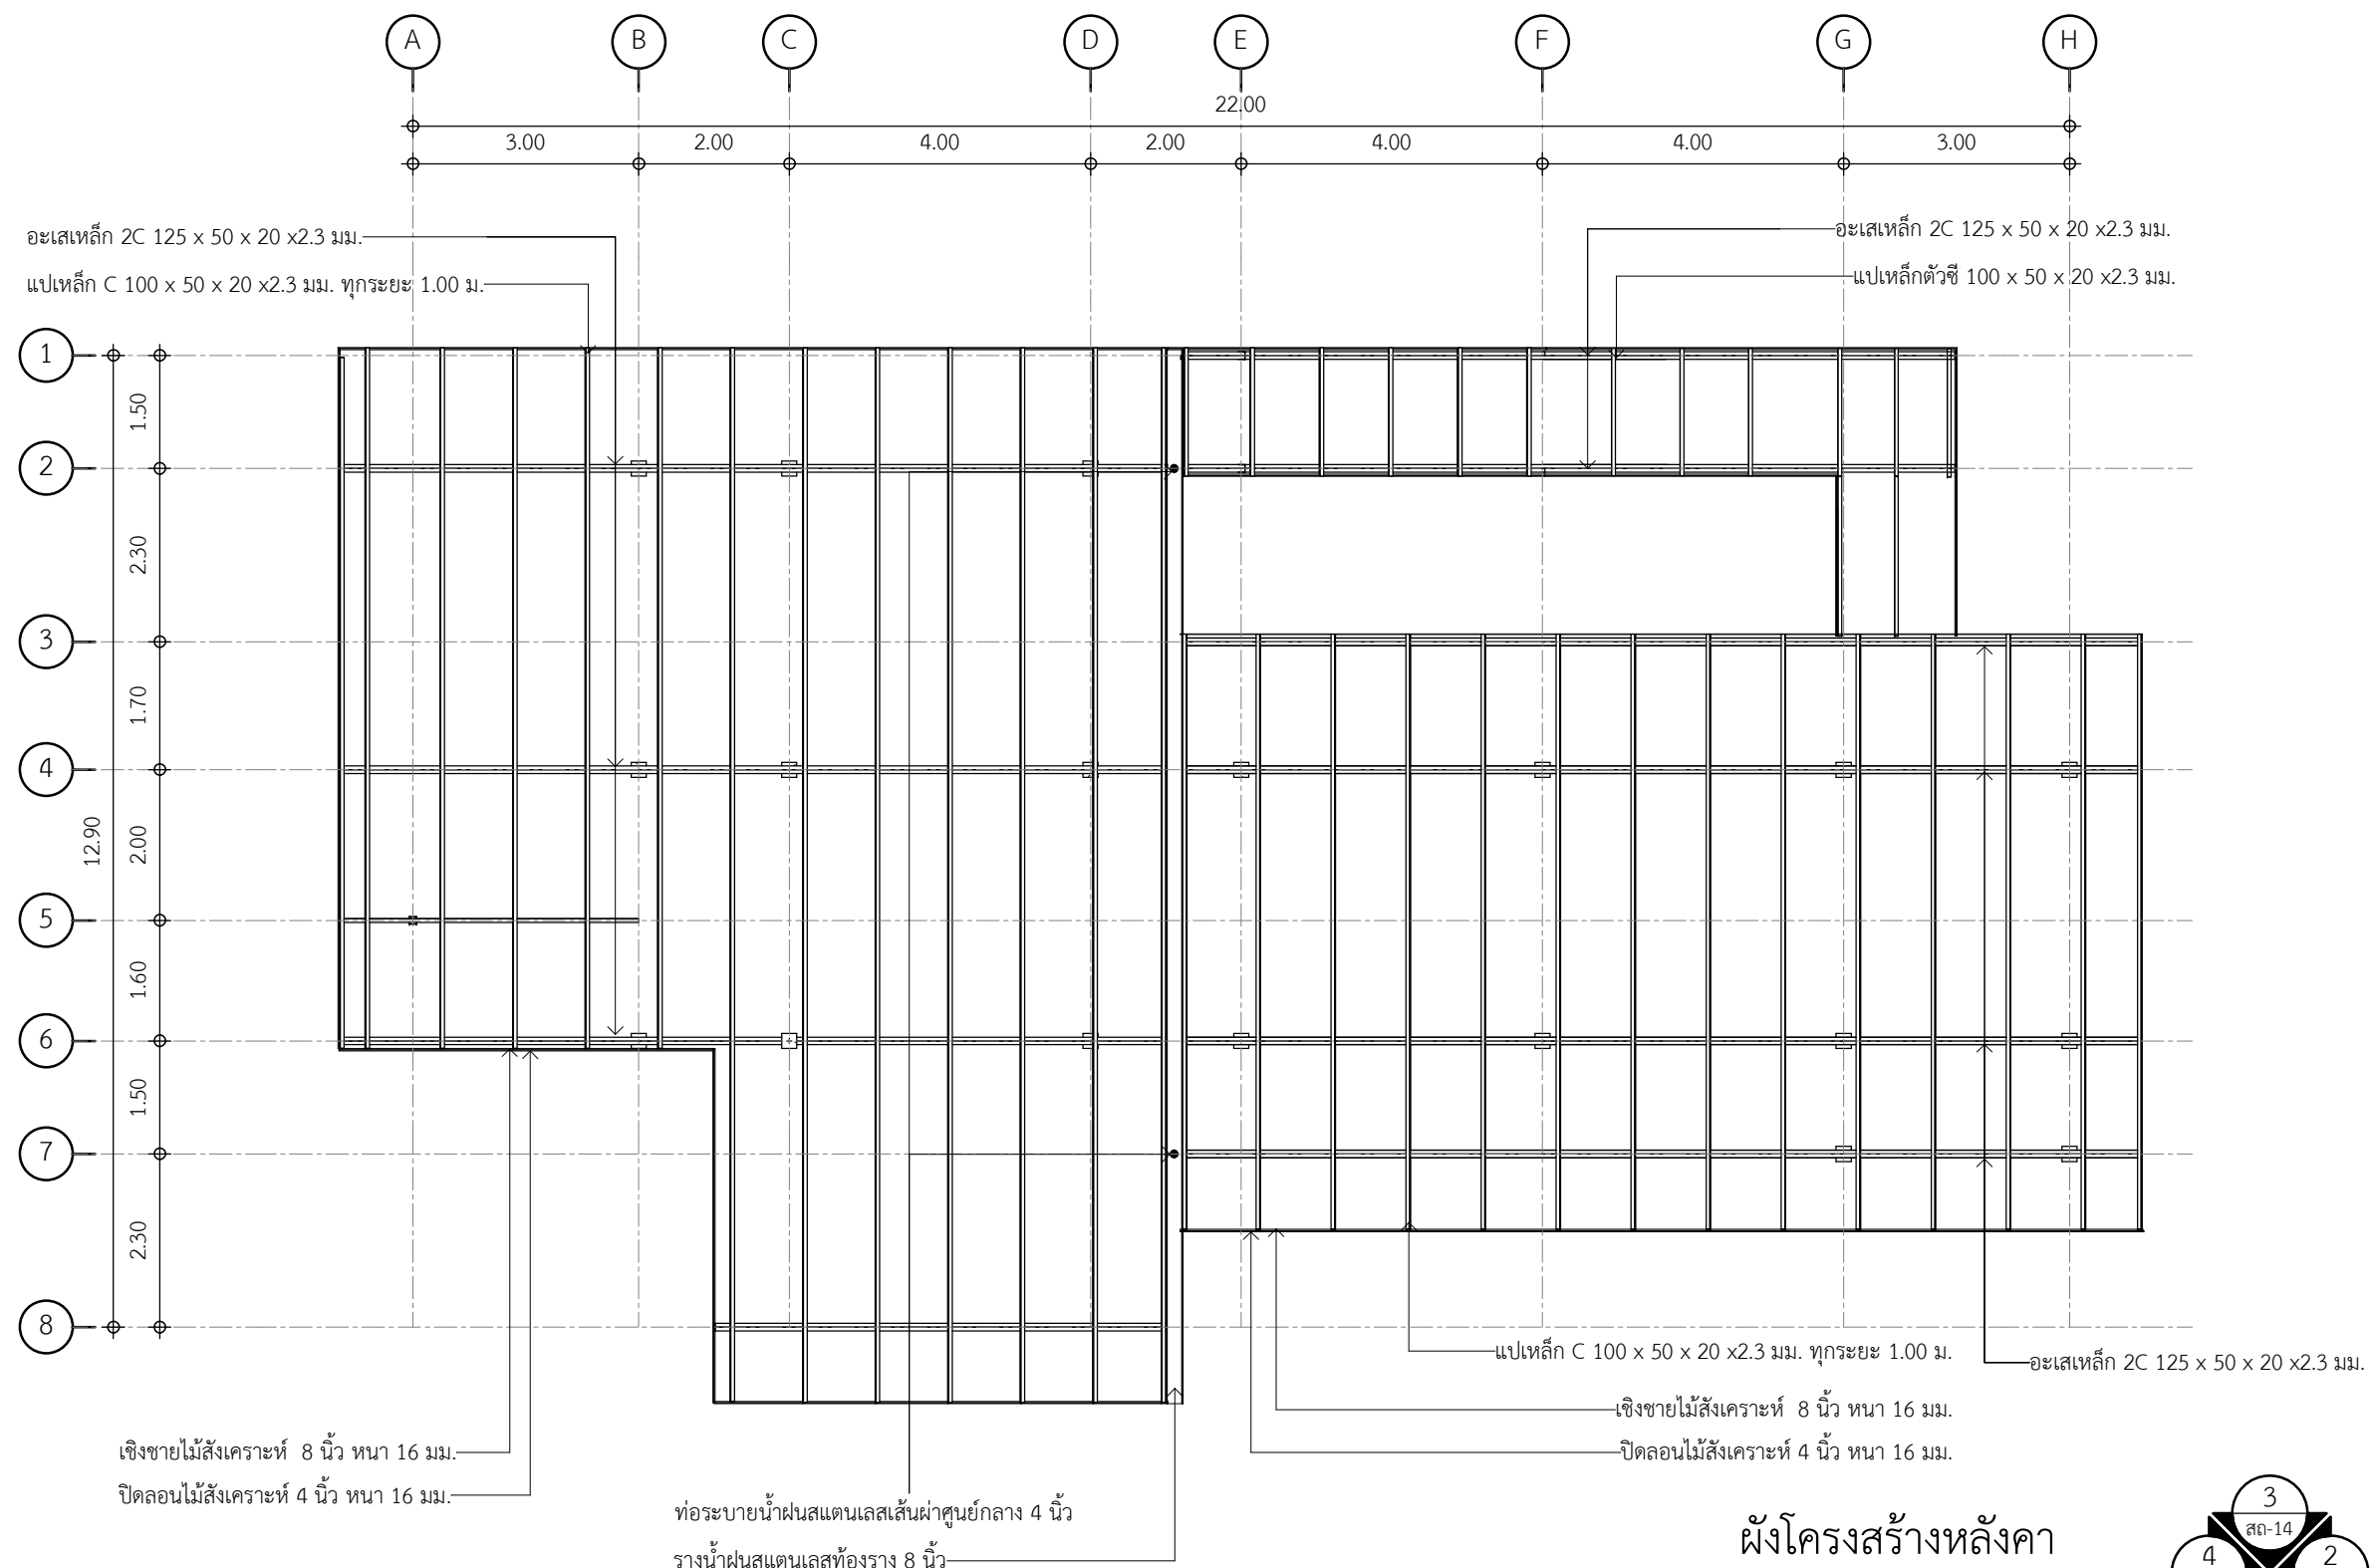 A B C D E F G H
22.00
3.00 2.00 4.00 2.00 4.00 4.00 3.00
อะเสเหล็ก 2C 125 x 50 x 20 x2.3 มม.
แปเหล็ก C 100 x 50 x 20 x2.3 มม. ทุกระยะ 1.00 ม.
อะเสเหล็ก 2C 125 x 50 x 20 x2.3 มม.
แปเหล็กตัวซี 100 x 50 x 20 x2.3 มม.
1
1.50
2
2.30
3
1.70
4
12.90
2.00
5
1.60
6
1.50
7
2.30
8
แปเหล็ก C 100 x 50 x 20 x2.3 มม. ทุกระยะ 1.00 ม.
อะเสเหล็ก 2C 125 x 50 x 20 x2.3 มม.
เชิงชายไม้สังเคราะห์ 8 นิ้ว หนา 16 มม.
ปิดลอนไม้สังเคราะห์ 4 นิ้ว หนา 16 มม.
เชิงชายไม้สังเคราะห์ 8 นิ้ว หนา 16 มม.
ปิดลอนไม้สังเคราะห์ 4 นิ้ว หนา 16 มม.
ท่อระบายน้ำฝนสแตนเลสเส้นผ่าศูนย์กลาง 4 นิ้ว
รางน้ำฝนสแตนเลสท้องราง 8 นิ้ว
ผังโครงสร้างหลังคา
3
สถ-14
4 2